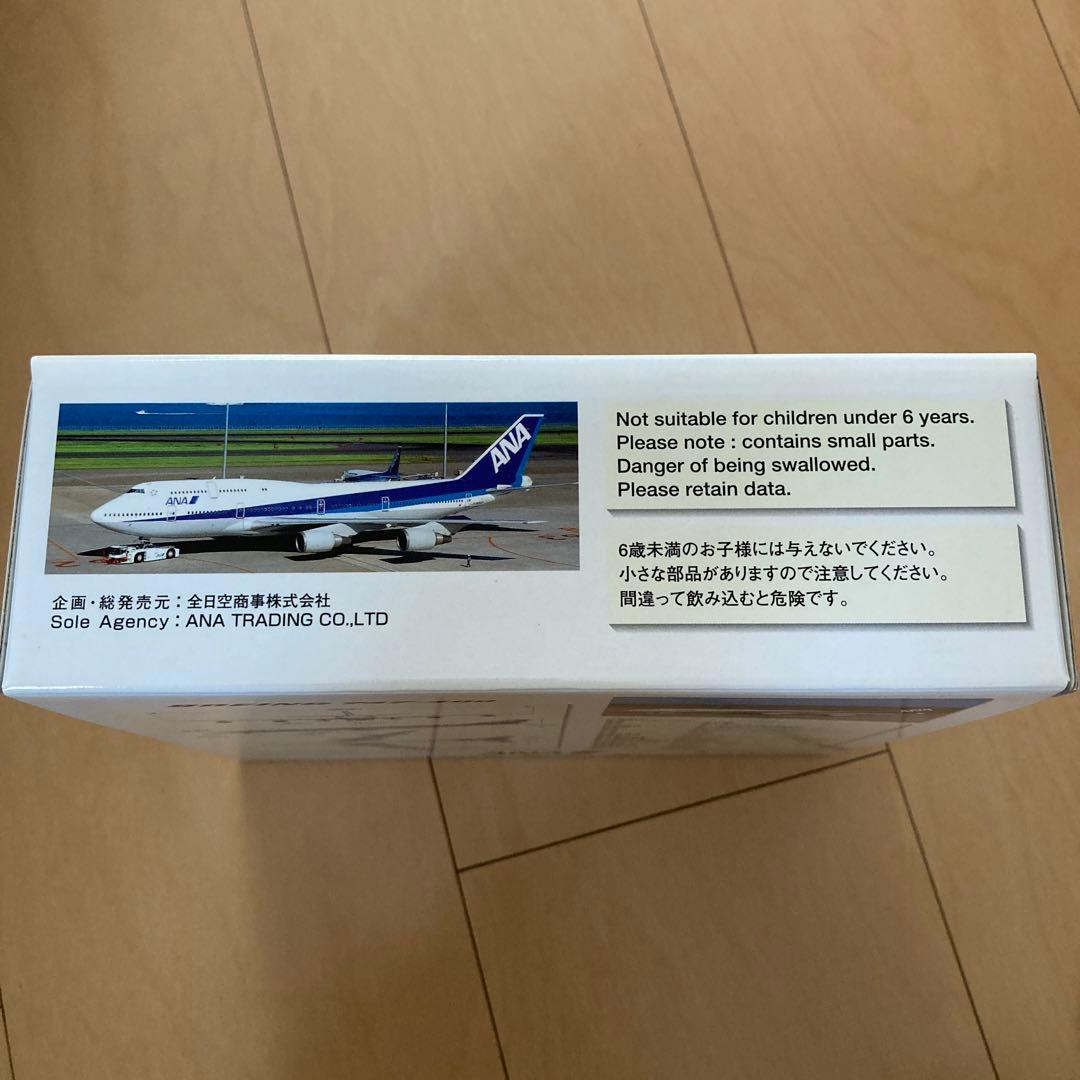 ANA
ANA
企画・総発売元：全日空商事株式会社
Sole Agency : ANA TRADING CO.,LTD
Not suitable for children under 6 years.
Please note : contains small parts.
Danger of being swallowed.
Please retain data.
6歳未満のお子様には与えないでください。
小さな部品がありますので注意してください。
間違って飲み込むと危険です。